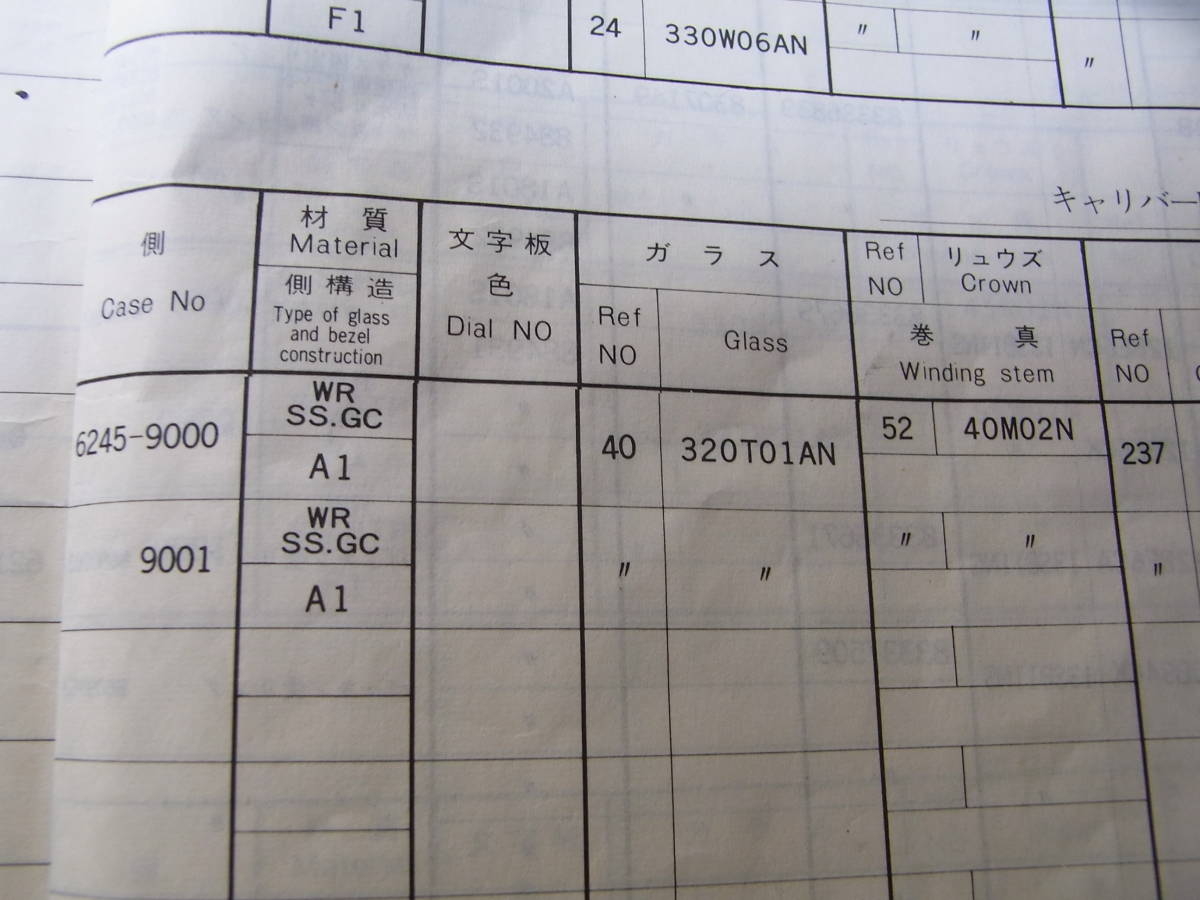 F1
24
330W06AN
〃
〃
〃
キャリバー
側
Case No
材質
Material
側構造
Type of glass
and bezel
construction
文字板
色
Dial NO
ガラス
Ref
NO
Glass
Ref
NO
リュウズ
Crown
巻真
Winding stem
Ref
NO
6245-9000
WR
SS.GC
A1
40
320T01AN
52
40M02N
237
9001
WR
SS.GC
A1
〃
〃
〃
〃
〃